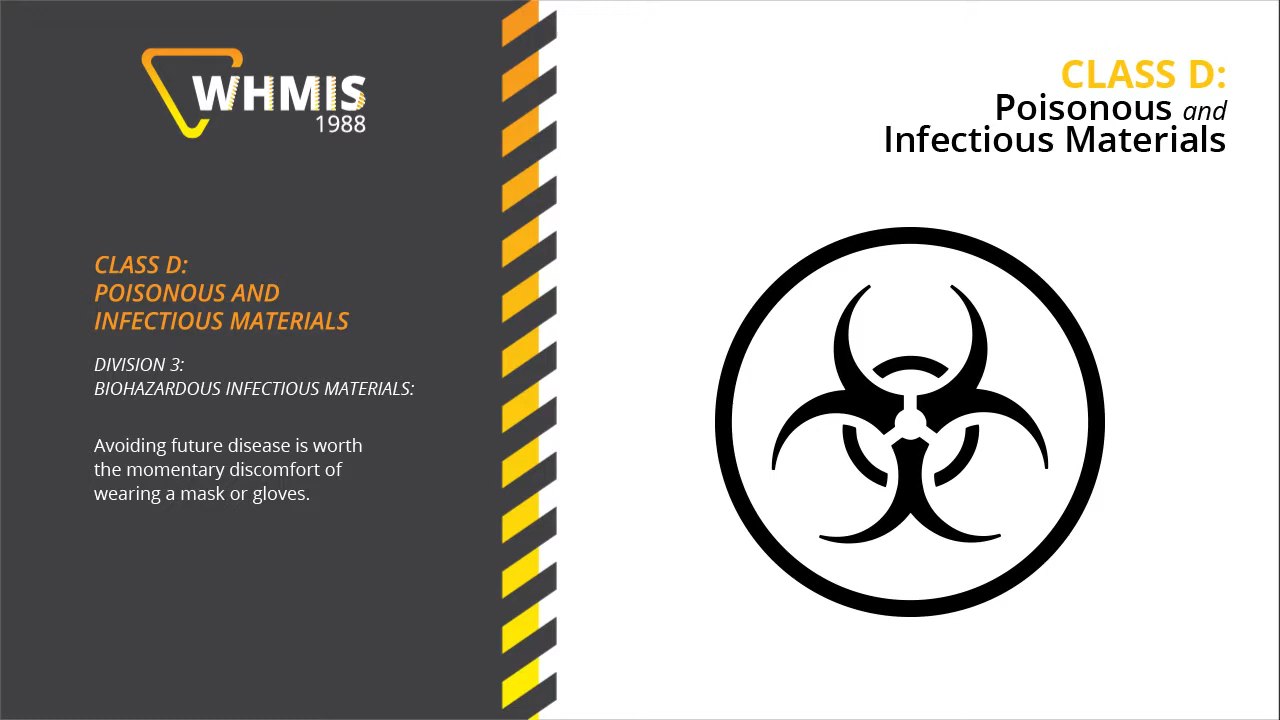 WHMIS
1988
CLASS D:
POISONOUS AND
INFECTIOUS MATERIALS
DIVISION 3:
BIOHAZARDOUS INFECTIOUS MATERIALS:
Avoiding future disease is worth
the momentary discomfort of
wearing a mask or gloves.
CLASS D:
Poisonous and
Infectious Materials